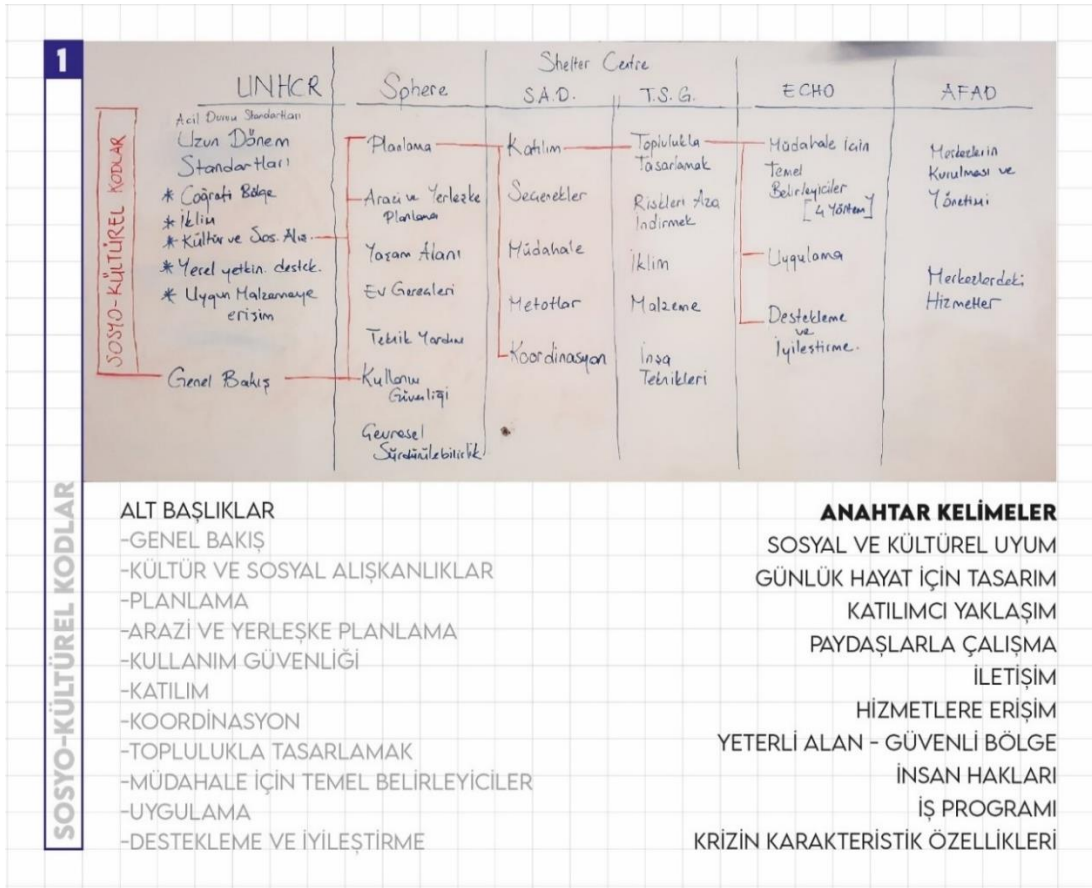 1
SOSYO-KÜLTÜREL KODLAR
UNHCR
Acil Durum Standartları
Uzun Dönem
Standartları
* Coğrafi Bölge
* İklim
* Kültür ve Sos. Alış.
* Yerel yetkin. destek.
* Uygun Malzemeye
erişim
Genel Bakış
Sphere
Planlama
Arazi ve Yerleşke
Planlama
Yaşam Alanı
Ev Gereçleri
Teknik Yardım
Kullanım
Güvenliği
Çevresel
Sürdürülebilirlik
Shelter Centre
S.A.D.
Katılım
Seçenekler
Müdahale
Metotlar
Koordinasyon
T.S.G.
Toplulukla
Tasarlamak
Riskleri Aza
İndirmek
İklim
Malzeme
İnşa
Teknikleri
ECHO
Müdahale için
Temel
Belirleyiciler
[4 Yöntem]
Uygulama
Destekleme
ve
İyileştirme.
AFAD
Merkezlerin
Kurulması ve
Yönetimi
Merkezlerdeki
Hizmetler
SOSYO-KÜLTÜREL KODLAR
ALT BAŞLIKLAR
-GENEL BAKIŞ
-KÜLTÜR VE SOSYAL ALIŞKANLIKLAR
-PLANLAMA
-ARAZİ VE YERLEŞKE PLANLAMA
-KULLANIM GÜVENLİĞİ
-KATILIM
-KOORDİNASYON
-TOPLULUKLA TASARLAMAK
-MÜDAHALE İÇİN TEMEL BELİRLEYİCİLER
-UYGULAMA
-DESTEKLEME VE İYİLEŞTİRME
ANAHTAR KELİMELER
SOSYAL VE KÜLTÜREL UYUM
GÜNLÜK HAYAT İÇİN TASARIM
KATILIMCI YAKLAŞIM
PAYDAŞLARLA ÇALIŞMA
İLETİŞİM
HİZMETLERE ERİŞİM
YETERLİ ALAN - GÜVENLİ BÖLGE
İNSAN HAKLARI
İŞ PROGRAMI
KRİZİN KARAKTERİSTİK ÖZELLİKLERİ